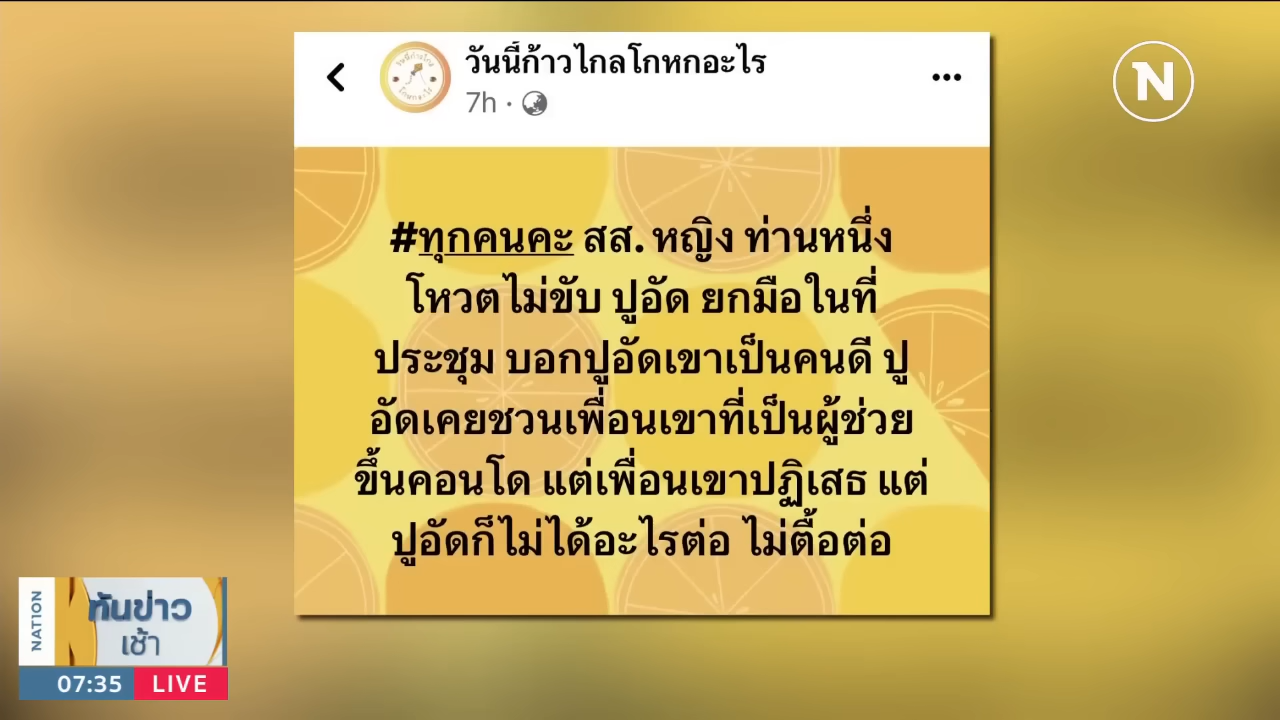 วันนี้ก้าวไกลโกหกอะไร
7h
N
#ทุกคนคะ สส. หญิง ท่านหนึ่ง
โหวตไม่ขับ ปูอัด ยกมือในที่
ประชุม บอกปูอัดเขาเป็นคนดี ปู
อัดเคยชวนเพื่อนเขาที่เป็นผู้ช่วย
ขึ้นคอนโด แต่เพื่อนเขาปฏิเสธ แต่
ปูอัดก็ไม่ได้อะไรต่อ ไม่ตื้อต่อ
NATION
ทันข่าว
เช้า
07:35 LIVE